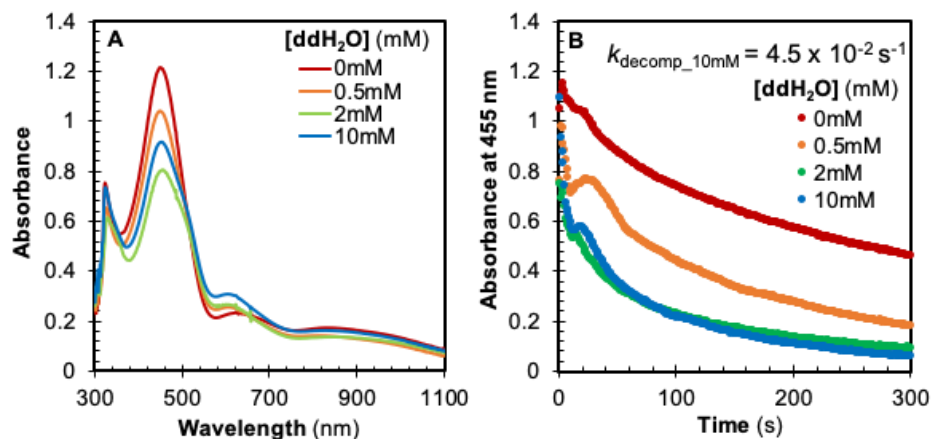 A
[ddH₂O] (mM)
0mM
0.5mM
2mM
10mM
1.4
1.2
1
0.8
0.6
0.4
0.2
0
300
500
700
900
1100
Absorbance
Wavelength (nm)
B
k_decomp_10mM = 4.5 x 10⁻² s⁻¹
[ddH₂O] (mM)
0mM
0.5mM
2mM
10mM
1.4
1.2
1
0.8
0.6
0.4
0.2
0
0
100
200
300
Absorbance at 455 nm
Time (s)